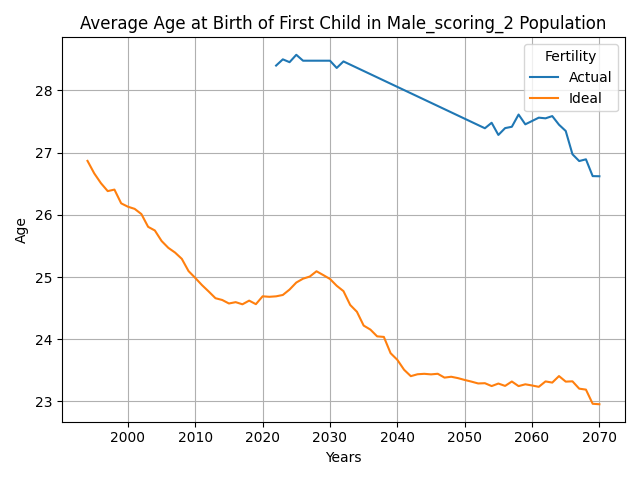 Average Age at Birth of First Child in Male_scoring_2 Population
Fertility
Actual
Ideal
28
27
26
25
24
23
Age
2000 2010 2020 2030 2040 2050 2060 2070
Years